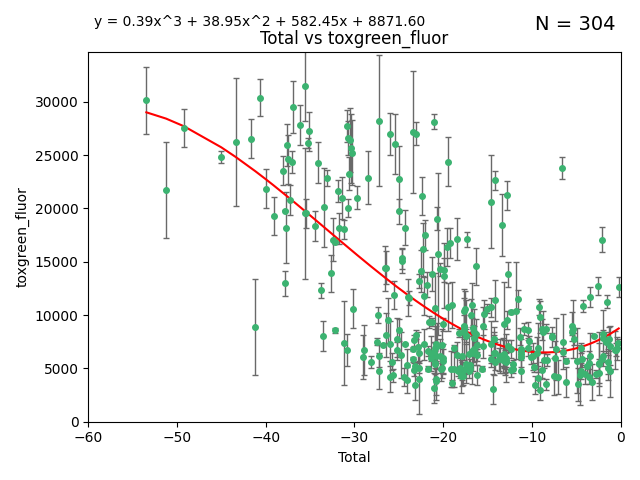 y = 0.39x^3 + 38.95x^2 + 582.45x + 8871.60
N = 304
Total vs toxgreen_fluor
toxgreen_fluor
30000
25000
20000
15000
10000
5000
0
−60
−50
−40
−30
−20
−10
0
Total